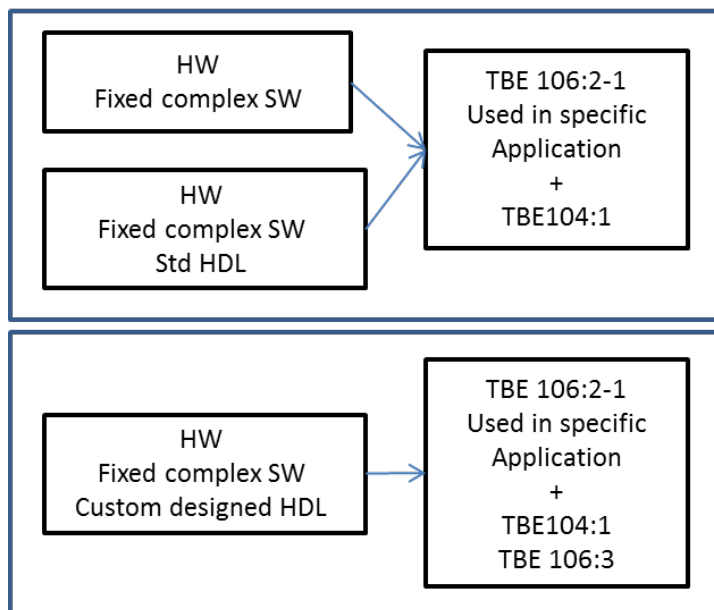 HW
Fixed complex SW
HW
Fixed complex SW
Std HDL
TBE 106:2-1
Used in specific
Application
+
TBE104:1
HW
Fixed complex SW
Custom designed HDL
TBE 106:2-1
Used in specific
Application
+
TBE104:1
TBE 106:3